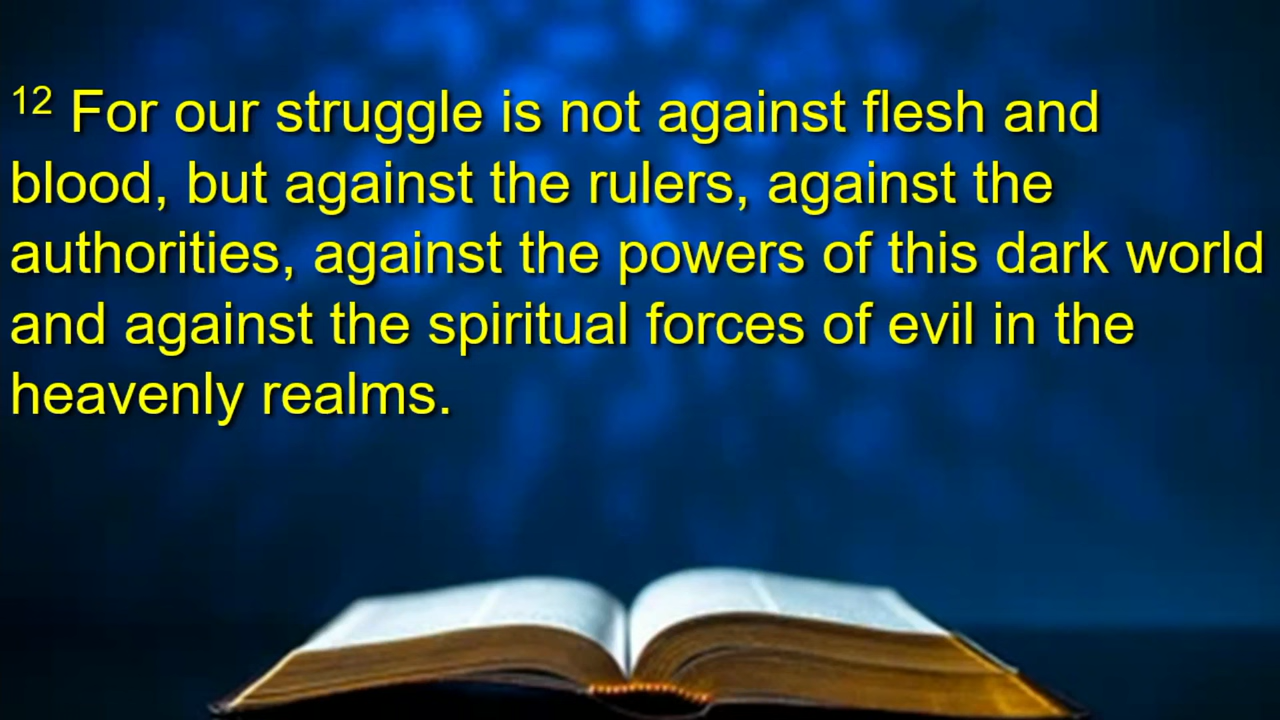 12 For our struggle is not against flesh and
blood, but against the rulers, against the
authorities, against the powers of this dark world
and against the spiritual forces of evil in the
heavenly realms.